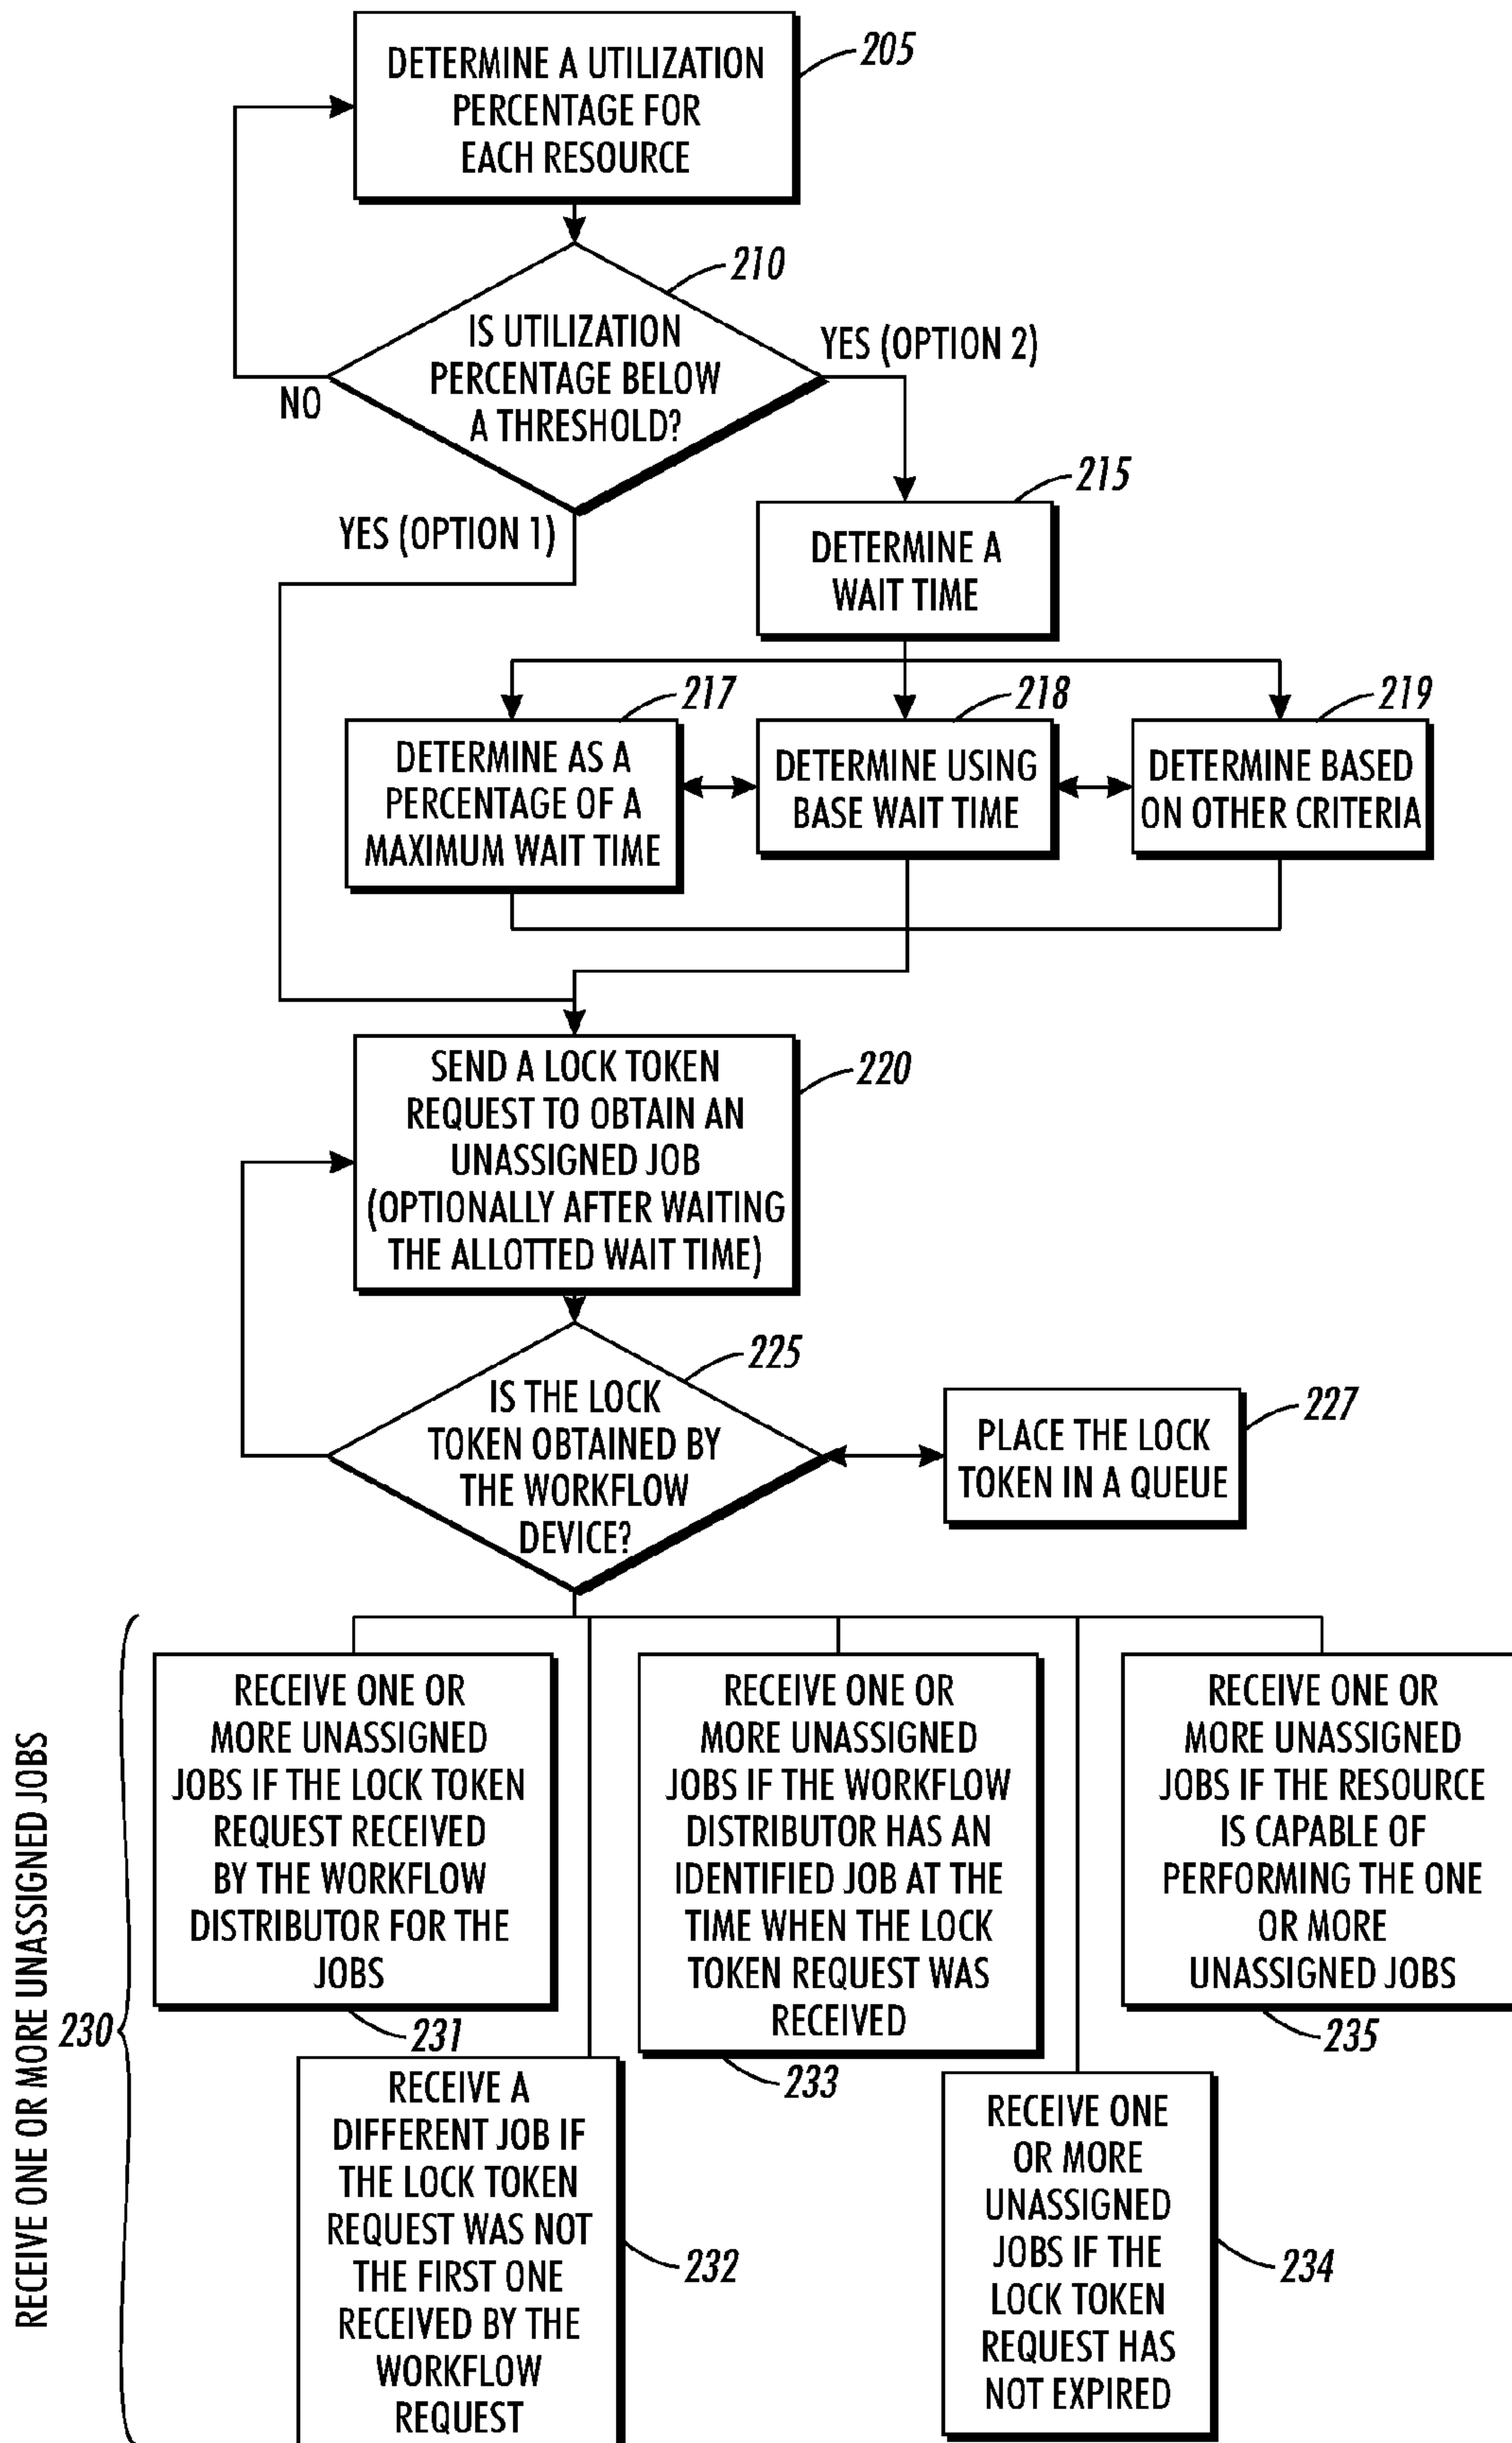 DETERMINE A UTILIZATION
PERCENTAGE FOR
EACH RESOURCE
205
210
IS UTILIZATION
PERCENTAGE BELOW
A THRESHOLD?
NO
YES (OPTION 2)
YES (OPTION 1)
215
DETERMINE A
WAIT TIME
217
DETERMINE AS A
PERCENTAGE OF A
MAXIMUM WAIT TIME
218
DETERMINE USING
BASE WAIT TIME
219
DETERMINE BASED
ON OTHER CRITERIA
SEND A LOCK TOKEN
REQUEST TO OBTAIN AN
UNASSIGNED JOB
(OPTIONALLY AFTER WAITING
THE ALLOTTED WAIT TIME)
220
225
IS THE LOCK
TOKEN OBTAINED BY
THE WORKFLOW
DEVICE?
PLACE THE LOCK
TOKEN IN A QUEUE
227
RECEIVE ONE OR MORE UNASSIGNED JOBS
230
RECEIVE ONE OR
MORE UNASSIGNED
JOBS IF THE LOCK TOKEN
REQUEST RECEIVED
BY THE WORKFLOW
DISTRIBUTOR FOR THE
JOBS
231
RECEIVE A
DIFFERENT JOB IF
THE LOCK TOKEN
REQUEST WAS NOT
THE FIRST ONE
RECEIVED BY THE
WORKFLOW
REQUEST
232
RECEIVE ONE OR
MORE UNASSIGNED
JOBS IF THE WORKFLOW
DISTRIBUTOR HAS AN
IDENTIFIED JOB AT THE
TIME WHEN THE LOCK
TOKEN REQUEST WAS
RECEIVED
233
RECEIVE ONE
OR MORE
UNASSIGNED
JOBS IF THE
LOCK TOKEN
REQUEST HAS
NOT EXPIRED
234
RECEIVE ONE OR
MORE UNASSIGNED
JOBS IF THE RESOURCE
IS CAPABLE OF
PERFORMING THE ONE
OR MORE
UNASSIGNED JOBS
235